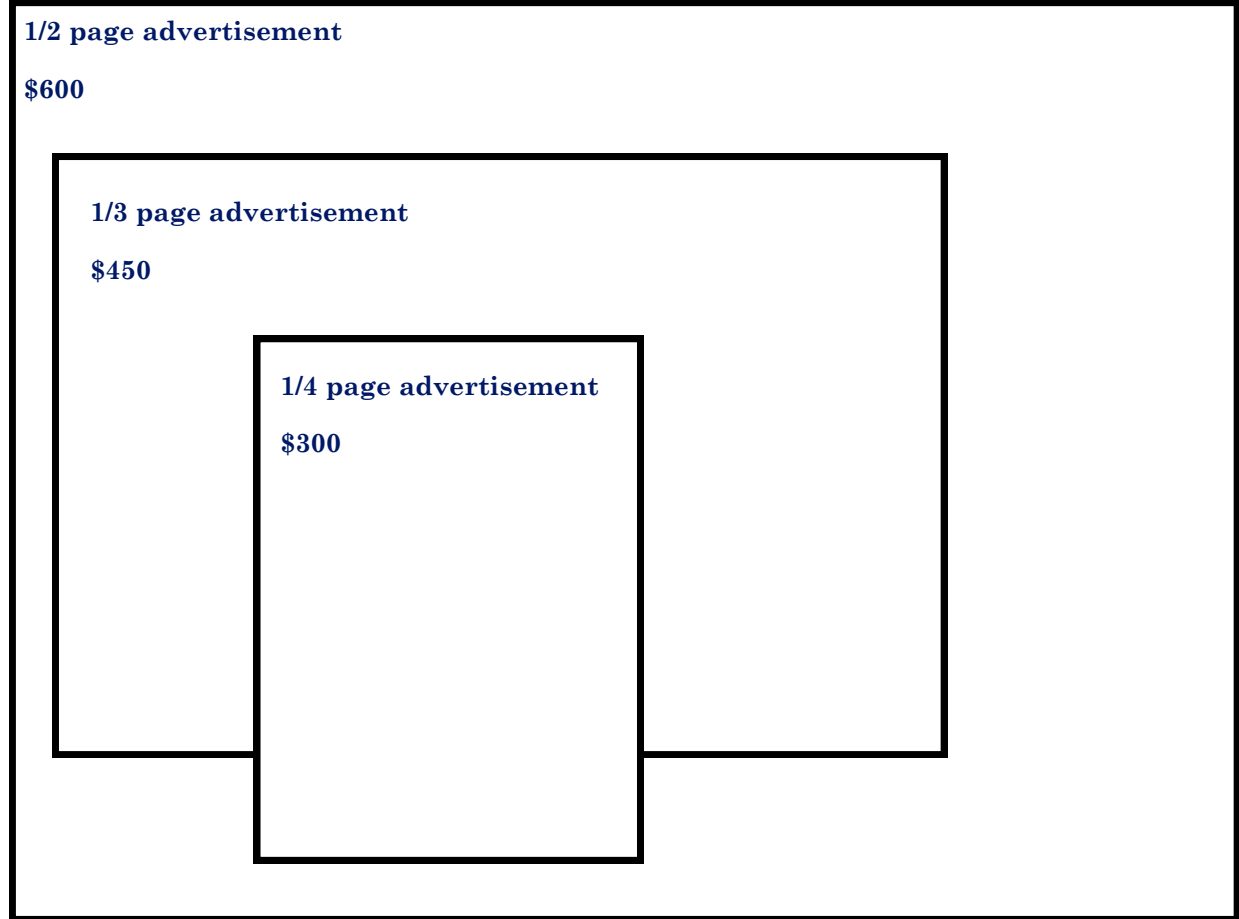 1/2 page advertisement
$600
1/3 page advertisement
$450
1/4 page advertisement
$300